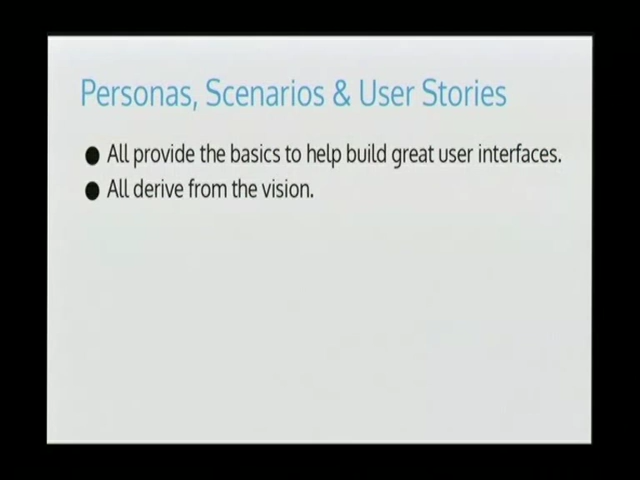 Personas, Scenarios & User Stories
● All provide the basics to help build great user interfaces.
● All derive from the vision.